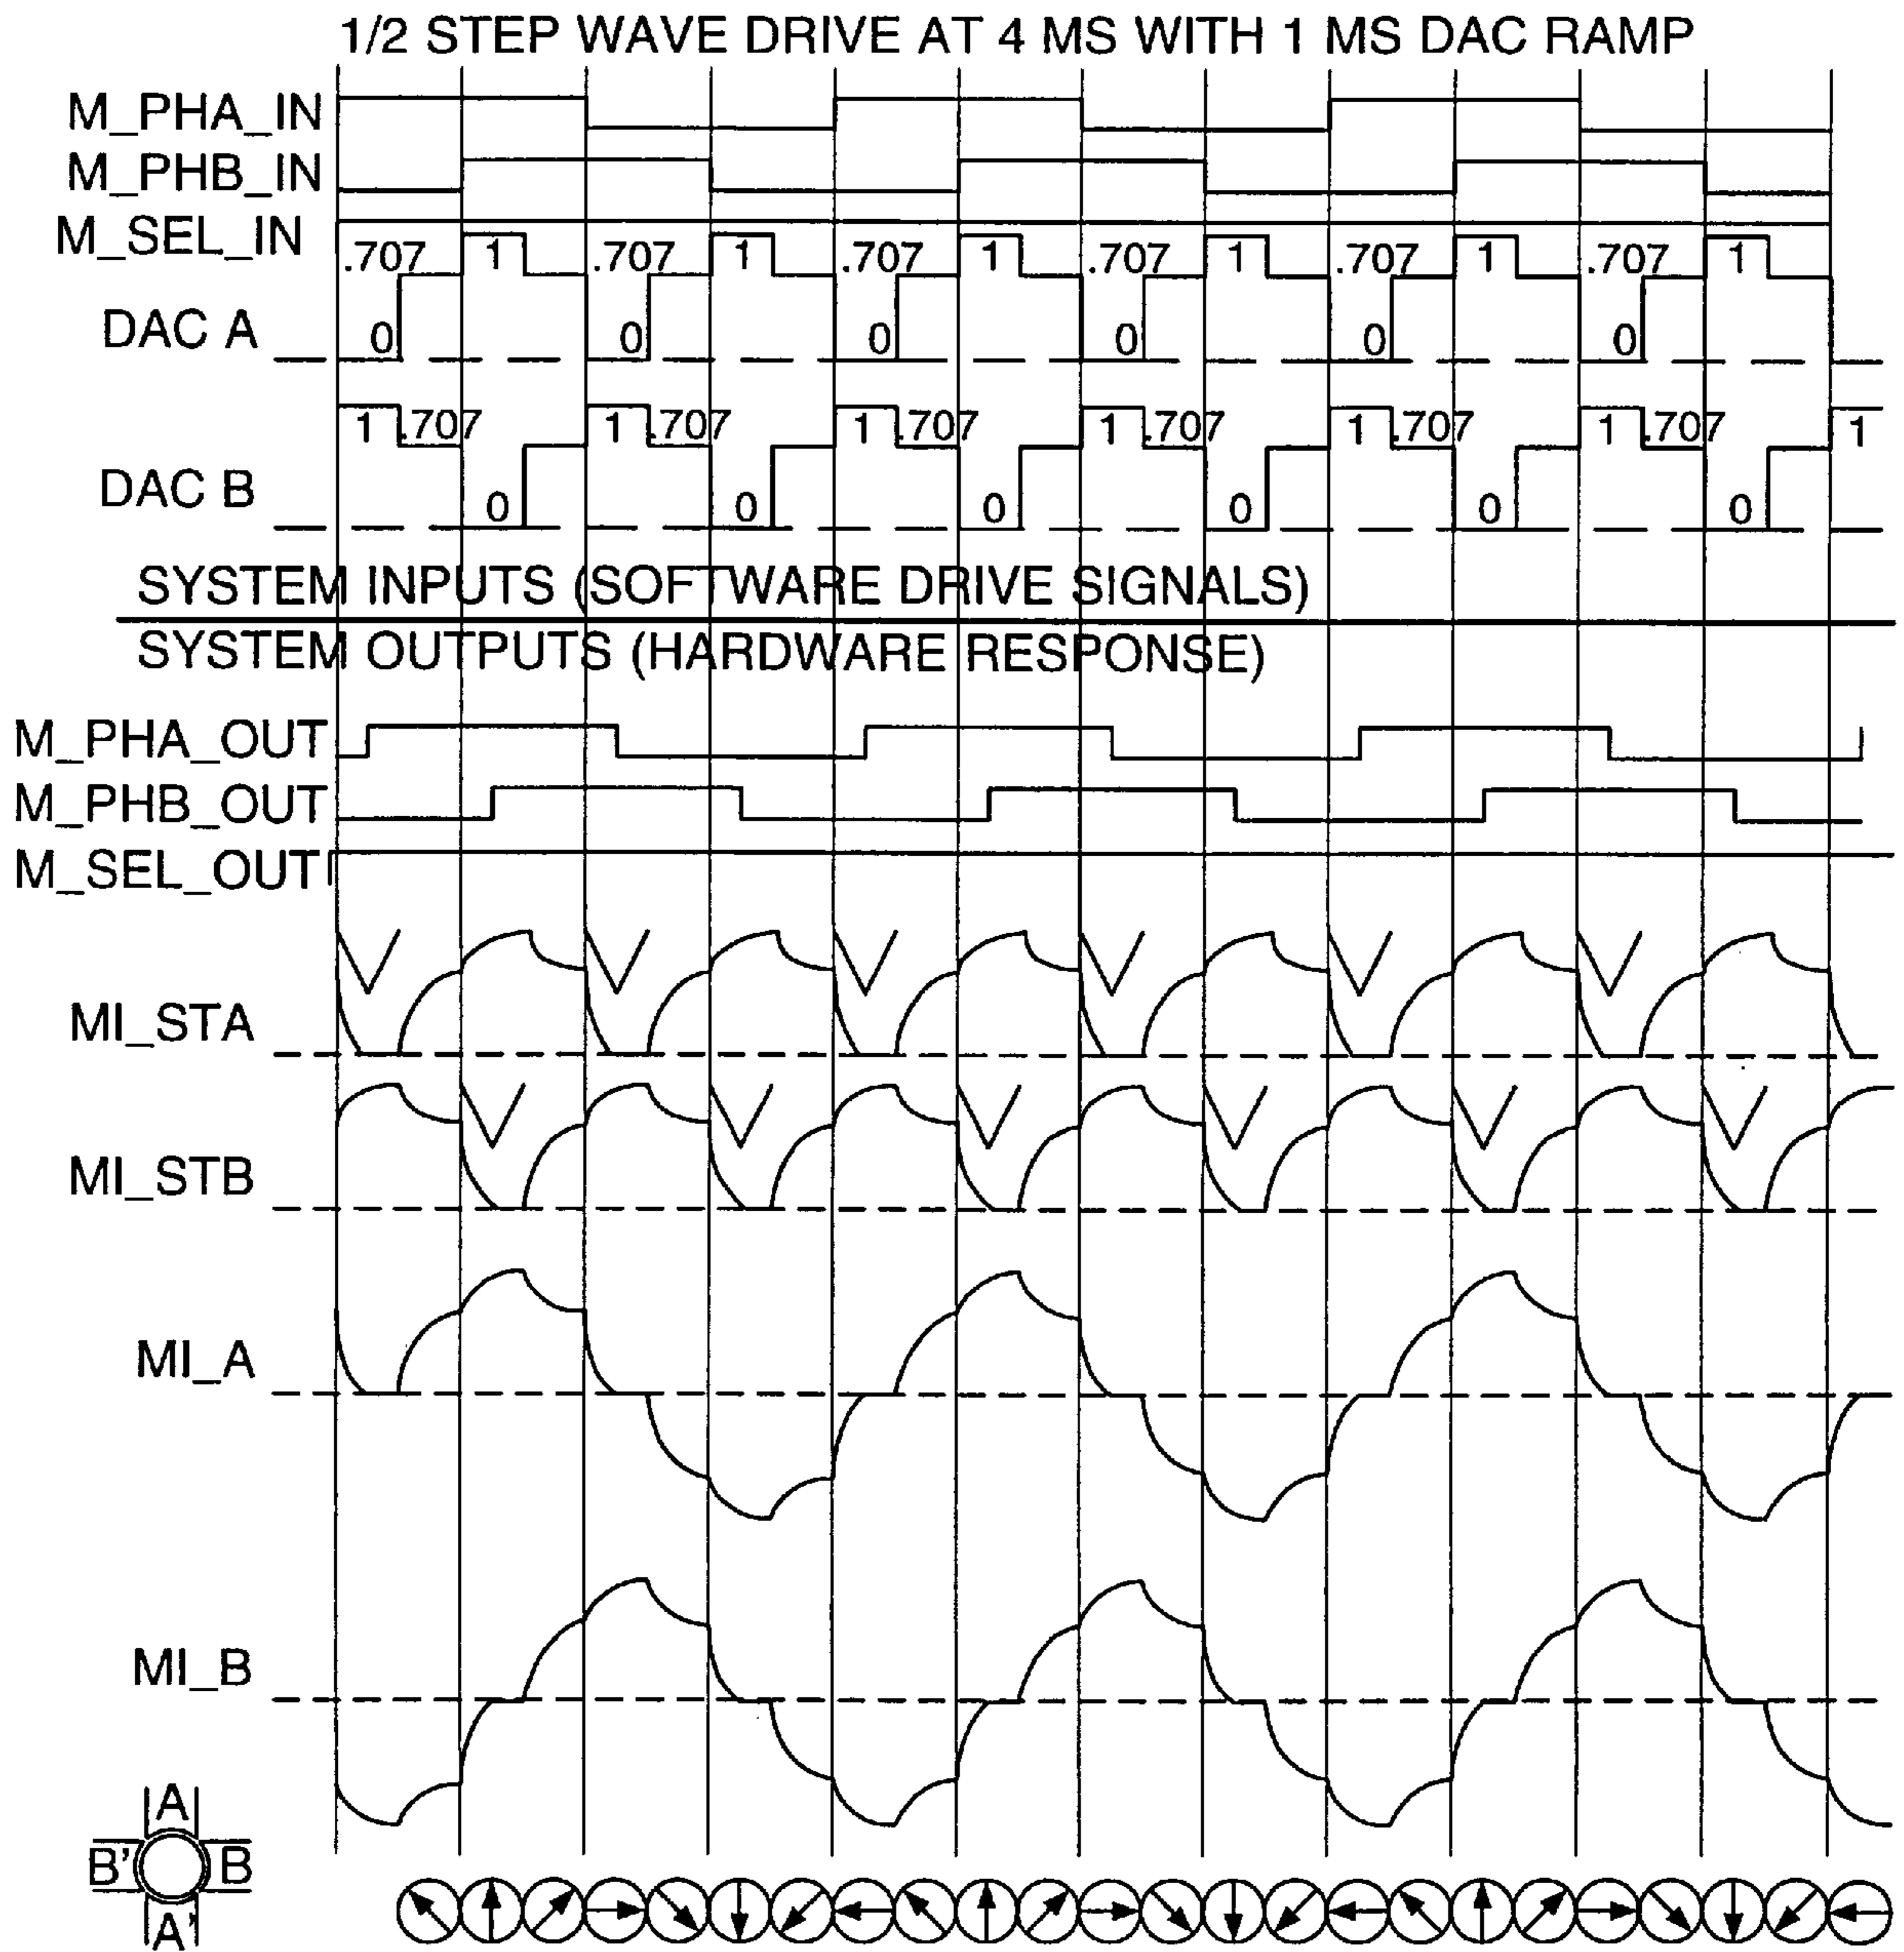 1/2 STEP WAVE DRIVE AT 4 MS WITH 1 MS DAC RAMP
M_PHA_IN
M_PHB_IN
M_SEL_IN
.707 1 .707 1 .707 1 .707 1 .707 1 .707 1
DAC A
0 0 0 0 0 0
1 .707 1 .707 1 .707 1 .707 1 .707 1 .707 1
DAC B
0 0 0 0 0 0
SYSTEM INPUTS (SOFTWARE DRIVE SIGNALS)
SYSTEM OUTPUTS (HARDWARE RESPONSE)
M_PHA_OUT
M_PHB_OUT
M_SEL_OUT
MI_STA
MI_STB
MI_A
MI_B
A
B' B
A'